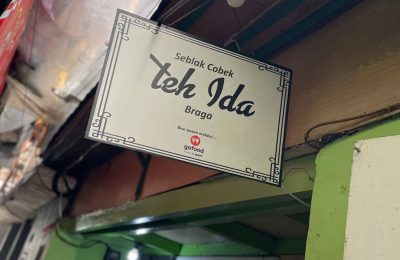 Seblak Cobek
Teh Ida
Braga
Bisa pesan melalui :
gofood